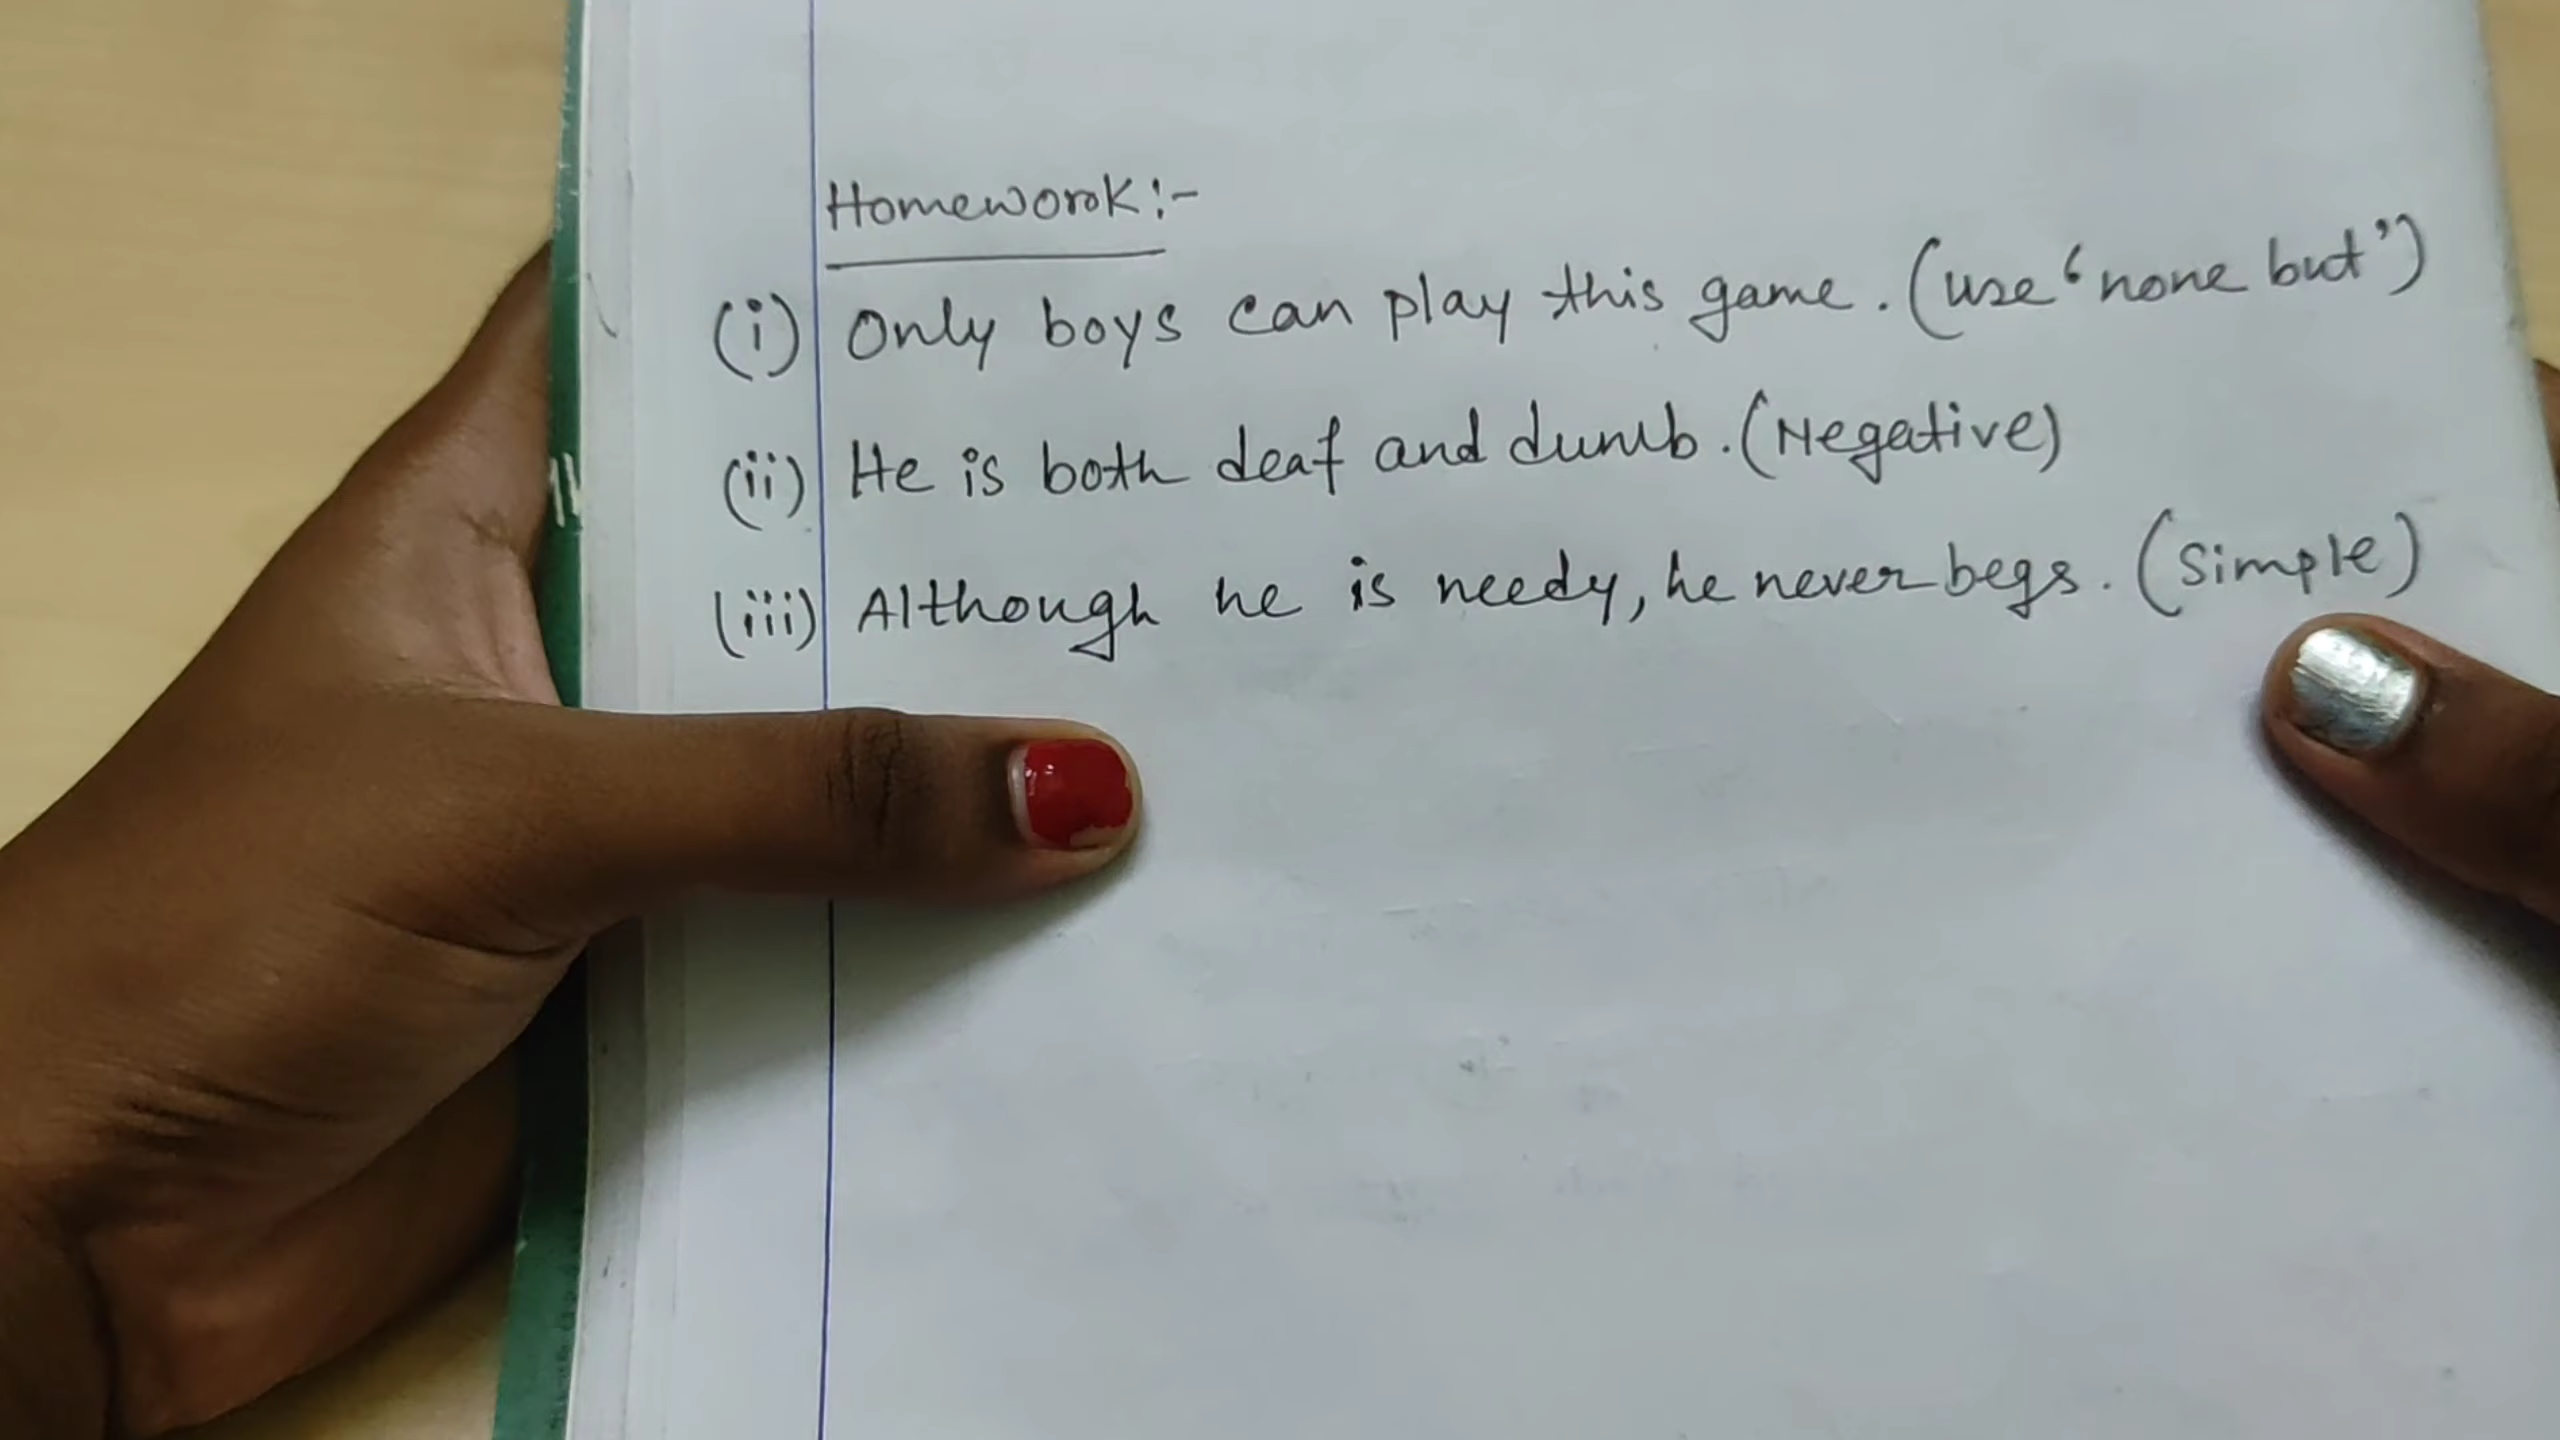 Homework:-
(i) Only boys can play this game. (use 'none but')
(ii) He is both deaf and dumb. (Negative)
(iii) Although he is needy, he never begs. (Simple)